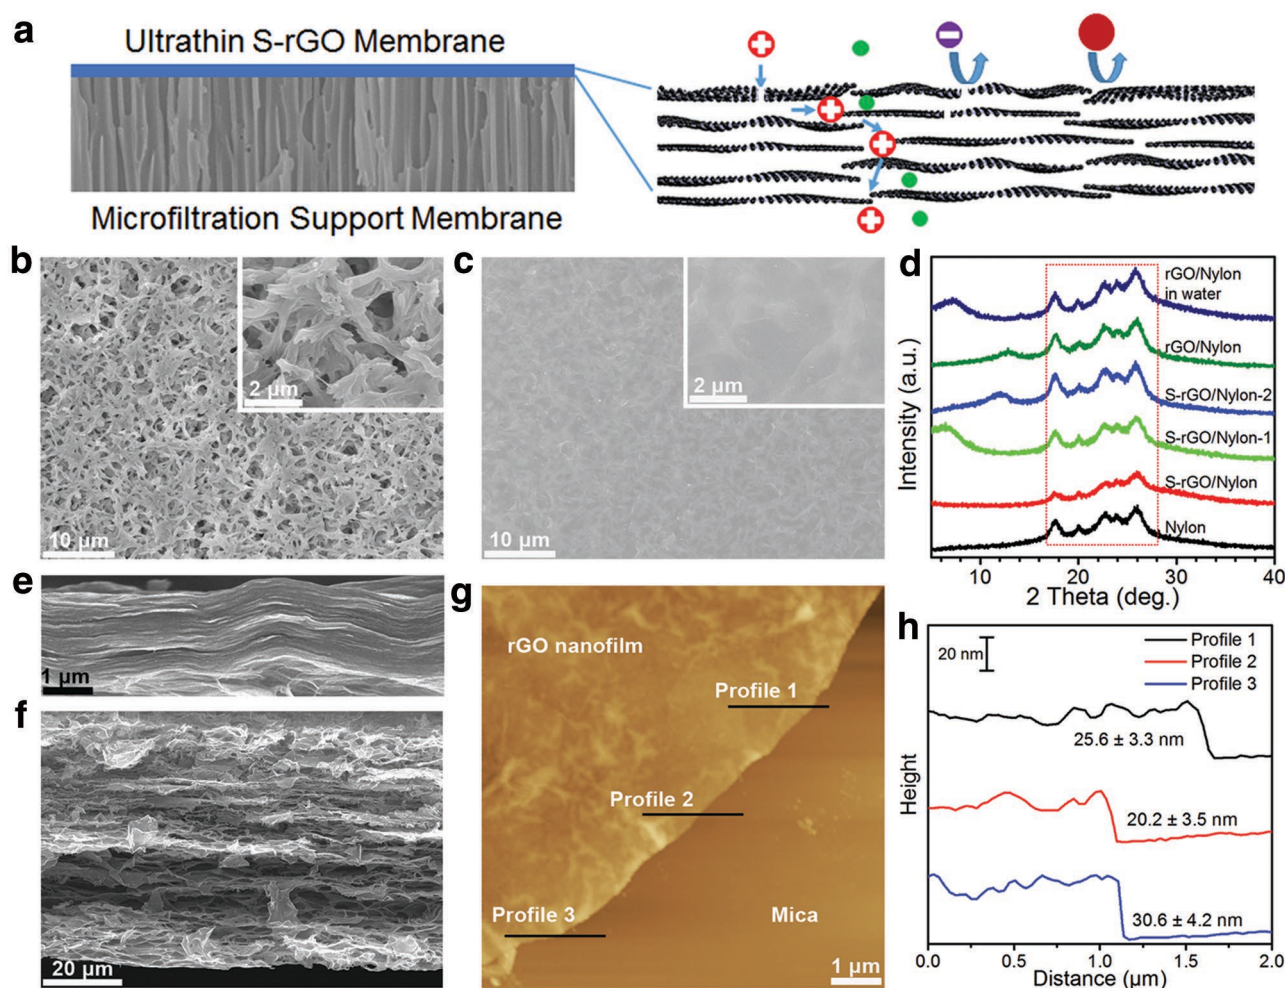 a
Ultrathin S-rGO Membrane
Microfiltration Support Membrane
b
2 µm
10 µm
c
2 µm
10 µm
d
Intensity (a.u.)
rGO/Nylon
in water
rGO/Nylon
S-rGO/Nylon-2
S-rGO/Nylon-1
S-rGO/Nylon
Nylon
10 20 30 40
2 Theta (deg.)
e
1 µm
f
20 µm
g
rGO nanofilm
Profile 1
Profile 2
Profile 3
Mica
1 µm
h
20 nm
Profile 1
Profile 2
Profile 3
25.6 ± 3.3 nm
20.2 ± 3.5 nm
30.6 ± 4.2 nm
Height
0.0 0.5 1.0 1.5 2.0
Distance (µm)